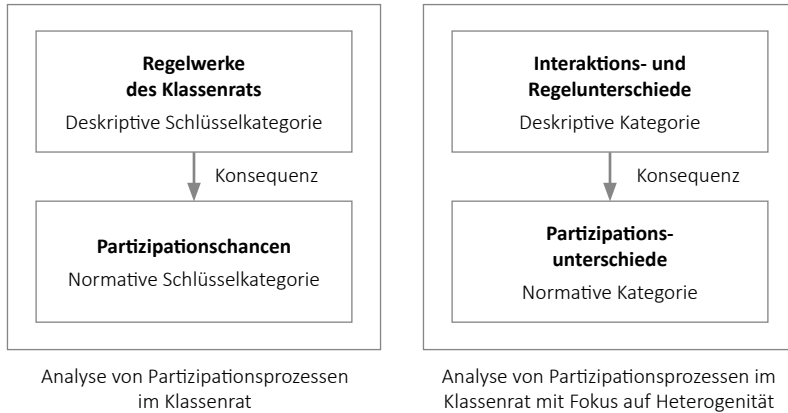 Regelwerke
des Klassenrats
Deskriptive Schlüsselkategorie
Konsequenz
Partizipationschancen
Normative Schlüsselkategorie
Analyse von Partizipationsprozessen
im Klassenrat
Interaktions- und
Regelunterschiede
Deskriptive Kategorie
Konsequenz
Partizipations-
unterschiede
Normative Kategorie
Analyse von Partizipationsprozessen im
Klassenrat mit Fokus auf Heterogenität